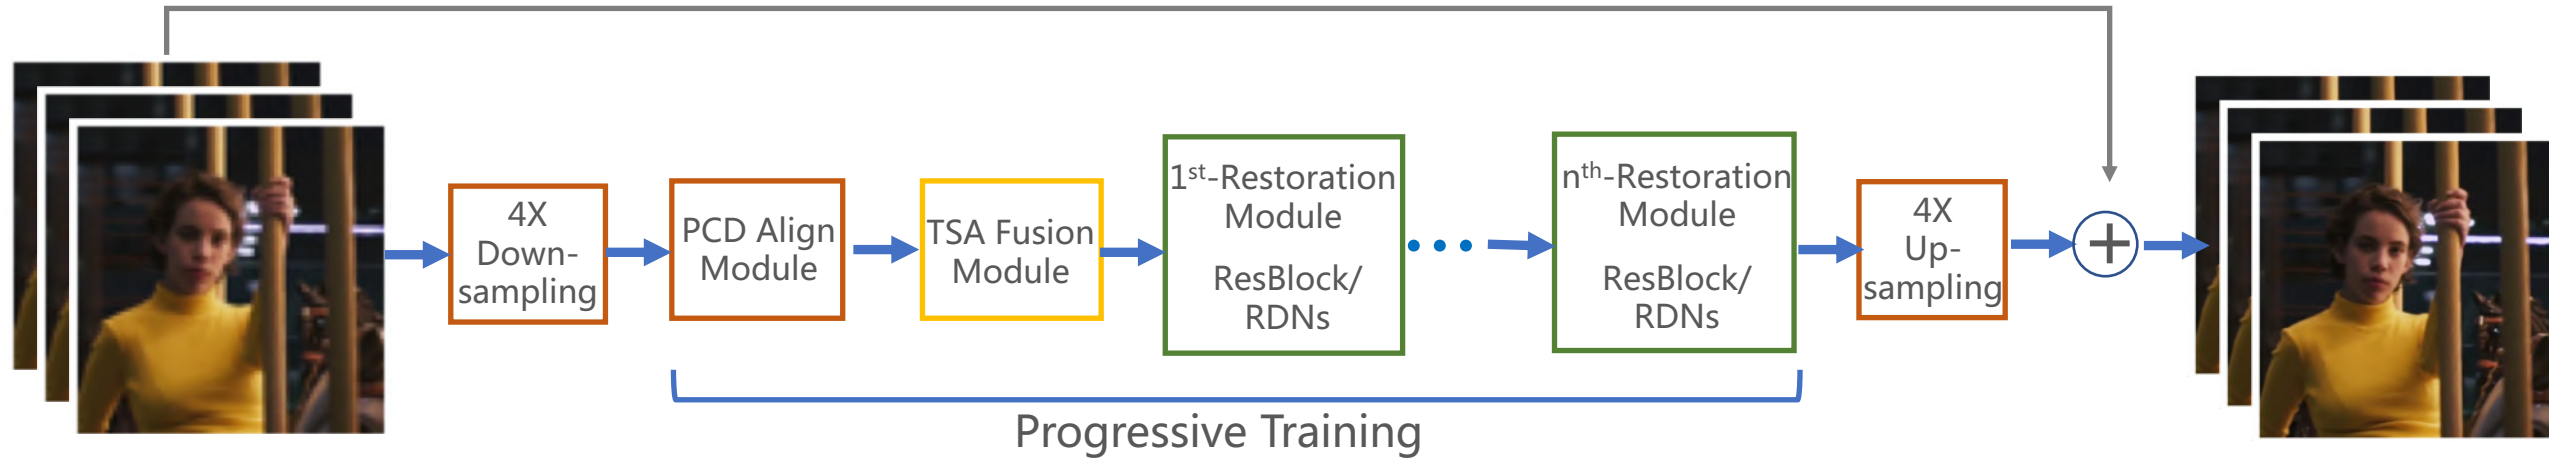 4X
Down-
sampling
PCD Align
Module
TSA Fusion
Module
1st-Restoration
Module
ResBlock/
RDNs
nth-Restoration
Module
ResBlock/
RDNs
4X
Up-
sampling
+
Progressive Training